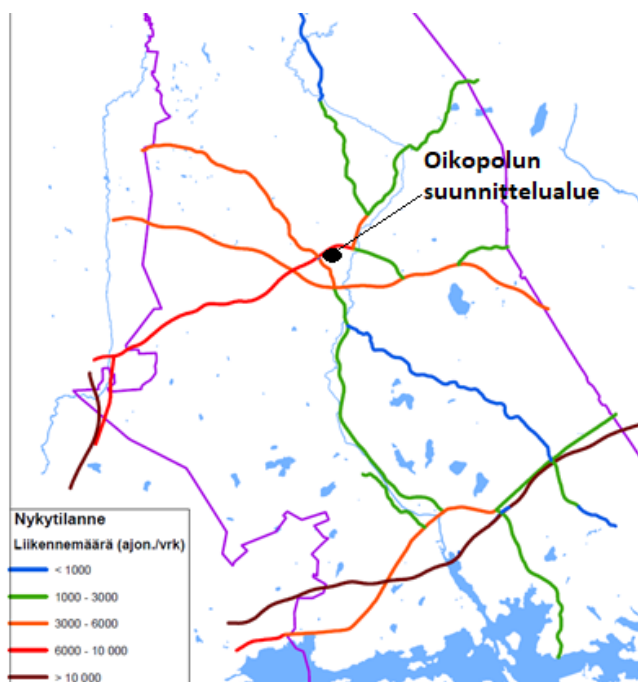 Oikopolun
suunnittelualue
Nykytilanne
Liikennemäärä (ajon./vrk)
< 1000
1000 - 3000
3000 - 6000
6000 - 10 000
> 10 000